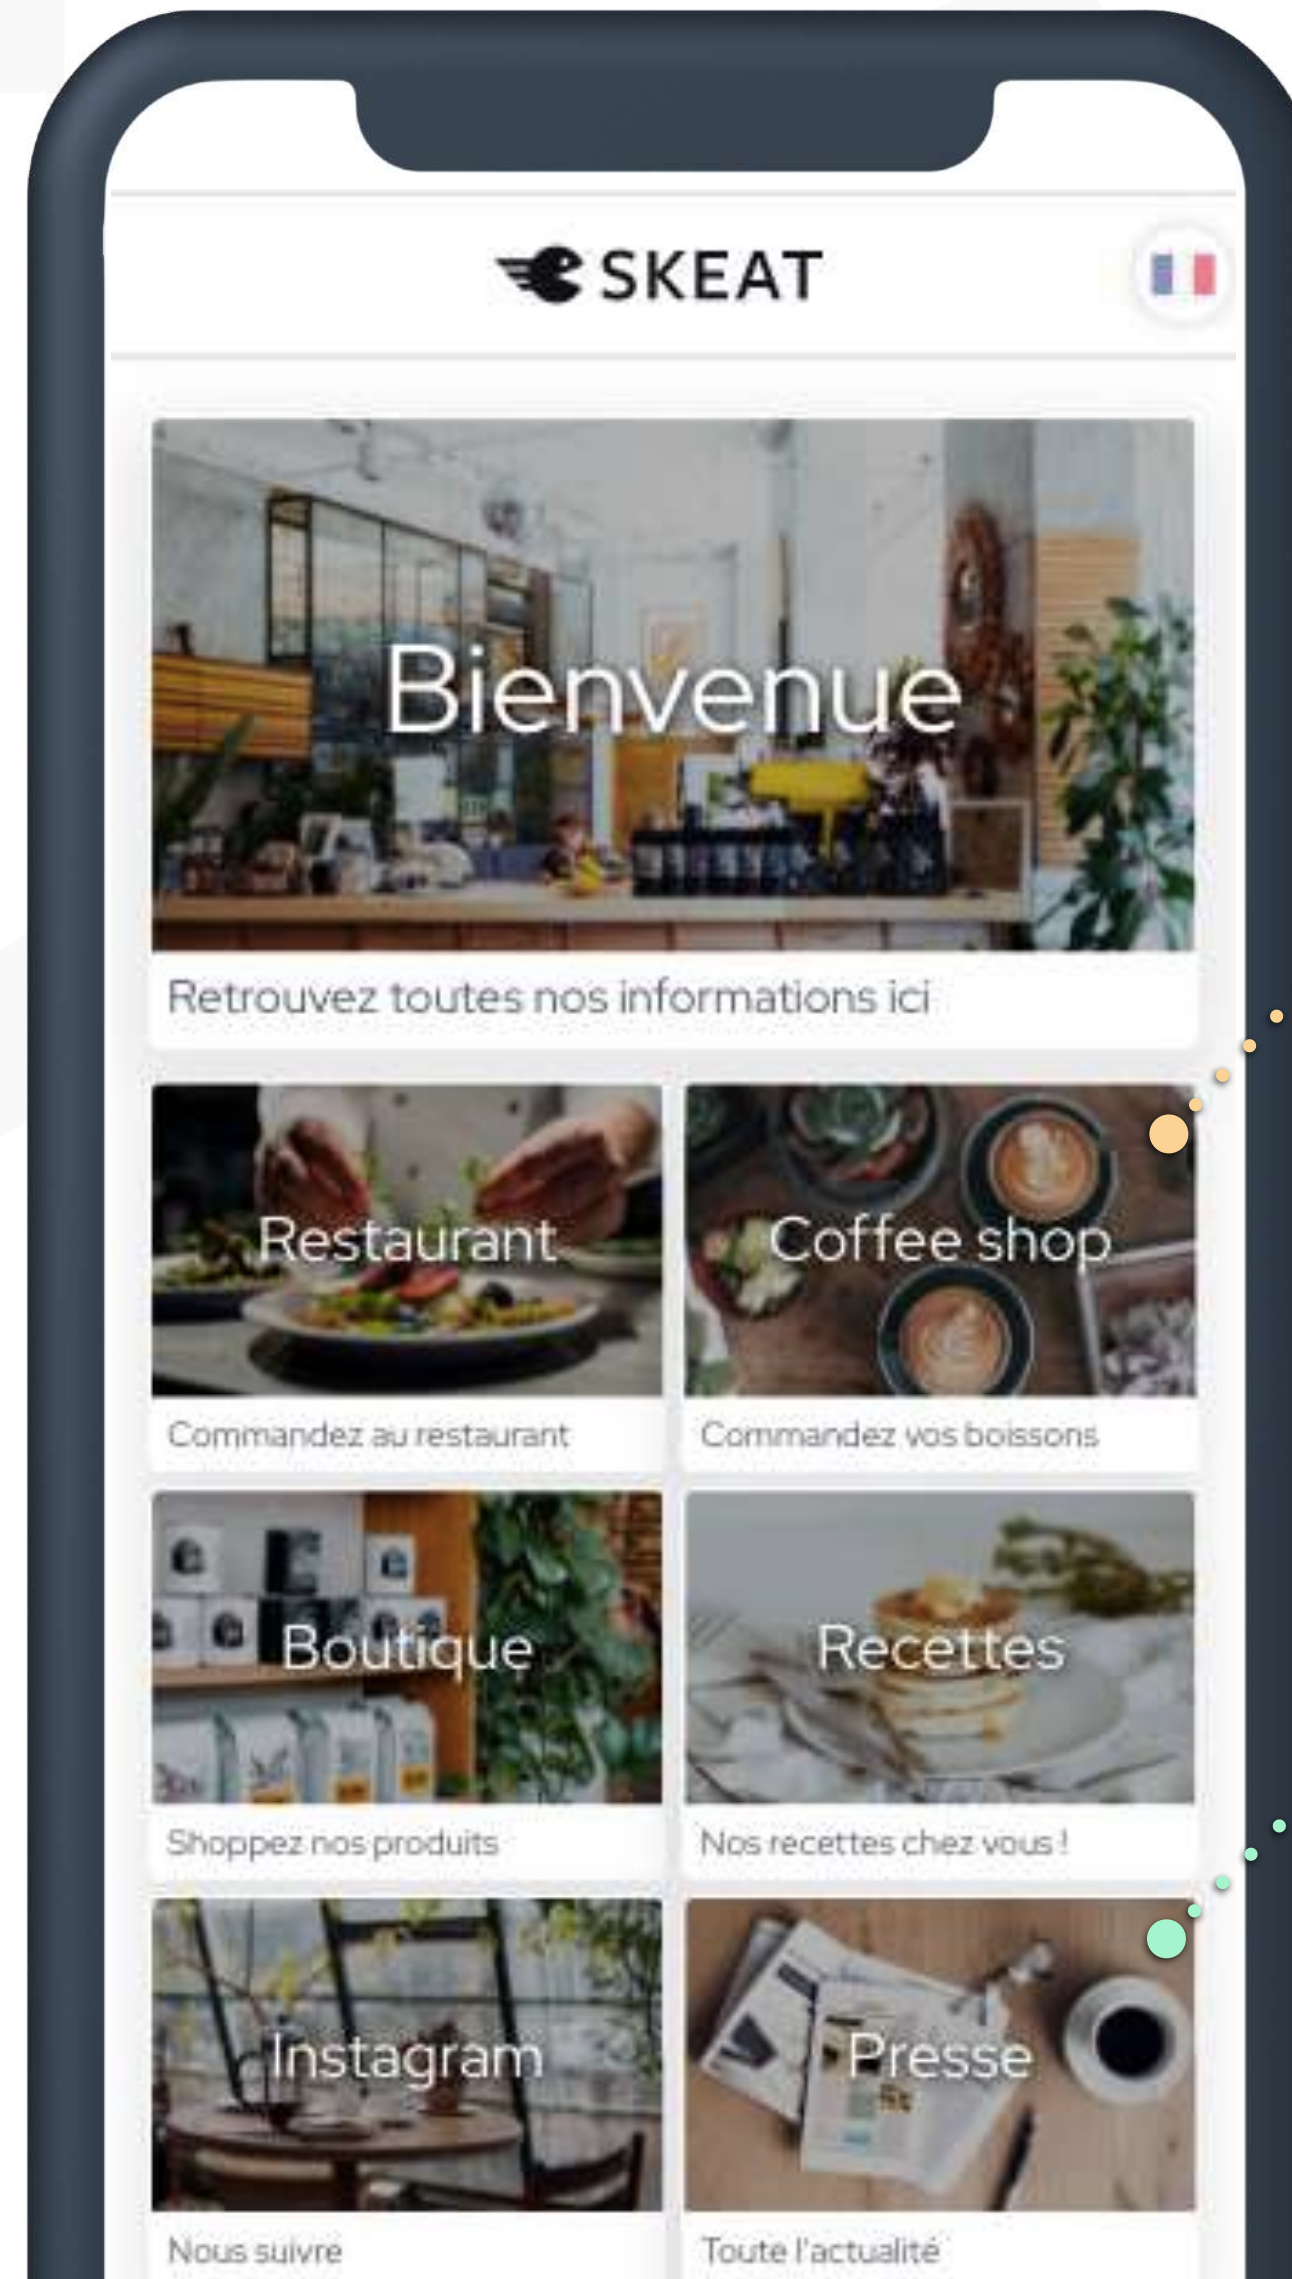 SKEAT
Bienvenue
Retrouvez toutes nos informations ici
Restaurant
Coffee shop
Commandez au restaurant
Commandez vos boissons
Boutique
Recettes
Shoppez nos produits
Nos recettes chez vous !
Instagram
Presse
Nous suivre
Toute l'actualité